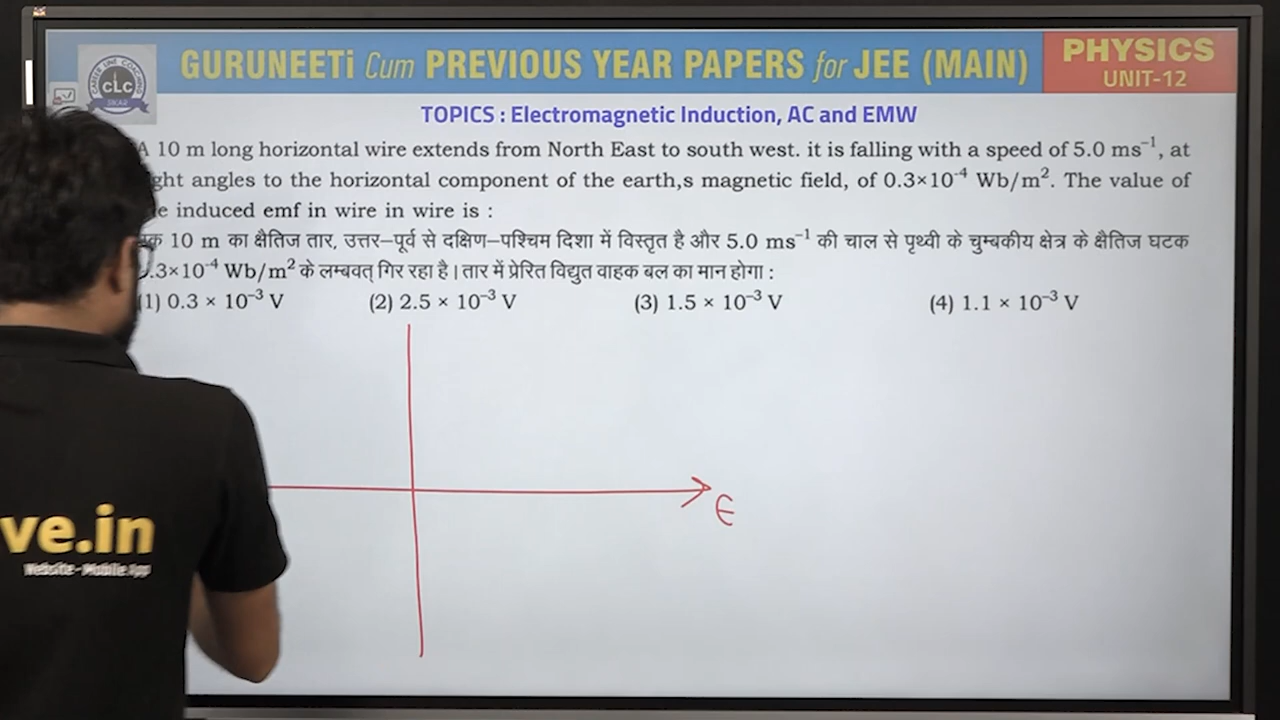 GURUNEETi Cum PREVIOUS YEAR PAPERS for JEE (MAIN)
PHYSICS
UNIT-12
CLC
TOPICS : Electromagnetic Induction, AC and EMW
A 10 m long horizontal wire extends from North East to south west. it is falling with a speed of 5.0 ms⁻¹, at
ght angles to the horizontal component of the earth,s magnetic field, of 0.3×10⁻⁴ Wb/m². The value of
e induced emf in wire in wire is :
क 10 m का क्षैतिज तार, उत्तर–पूर्व से दक्षिण–पश्चिम दिशा में विस्तृत है और 5.0 ms⁻¹ की चाल से पृथ्वी के चुम्बकीय क्षेत्र के क्षैतिज घटक
.3×10⁻⁴ Wb/m² के लम्बवत् गिर रहा है। तार में प्रेरित विद्युत वाहक बल का मान होगा :
(1) 0.3 × 10⁻³ V (2) 2.5 × 10⁻³ V (3) 1.5 × 10⁻³ V (4) 1.1 × 10⁻³ V
E
ve.in
Website - Mobile App